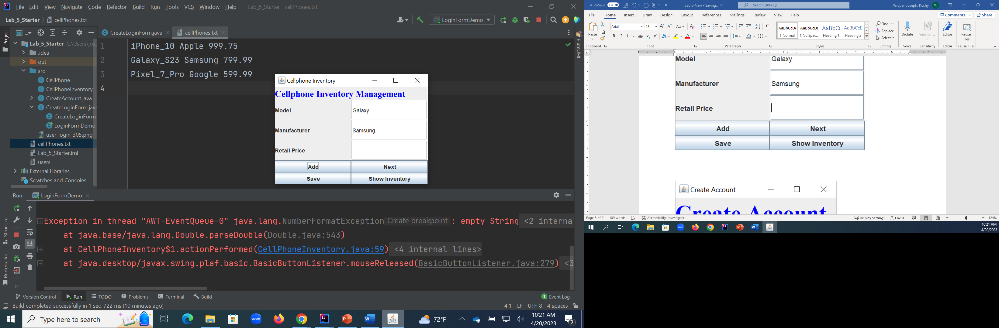 File Edit View Navigate Code Refactor Build Run Tools VCS Window Help Lab_5_Starter - cellPhones.txt
Lab_5_Starter cellPhones.txt
LoginFormDemo
Project
...
CreateLoginForm.java
cellPhones.txt
Lab_5_Starter
.idea
out
src
CellPhone
CellPhoneInventory
CreateAccount.java
CreateLoginForm.java
CreateLoginForm
LoginFormDemo
user-login-305.png
cellPhones.txt
Lab_5_Starter.iml
users
External Libraries
Scratches and Consoles
1 iPhone_10 Apple 999.75
2 Galaxy_S23 Samsung 799.99
3 Pixel_7_Pro Google 599.99
4
PlantUML
Cellphone Inventory
Cellphone Inventory Management
Model Galaxy
Manufacturer Samsung
Retail Price
Add Next
Save Show Inventory
Run: LoginFormDemo
Structure
Bookmarks
Exception in thread "AWT-EventQueue-0" java.lang.NumberFormatException Create breakpoint : empty String <2 internal
at java.base/java.lang.Double.parseDouble(Double.java:543)
at CellPhoneInventory$1.actionPerformed(CellPhoneInventory.java:59) <4 internal lines>
at java.desktop/javax.swing.plaf.basic.BasicButtonListener.mouseReleased(BasicButtonListener.java:279) <3
Version Control Run TODO Problems Terminal Build
1 Event Log
Build completed successfully in 1 sec, 722 ms (10 minutes ago)
4:1 LF UTF-8 4 spaces
Type here to search
zoom
72°F
10:21 AM
4/20/2023
2
AutoSave On
Lab 5-New • Saving...
Search (Alt+Q)
Vaidyan Joseph, Koshy VJ
File Home Insert Draw Design Layout References Mailings Review View Help
Comments Share
Paste
Arial 13
AaBbCcDc AaBbCcDc AaBbC AaBbCcE
¶ Normal ¶ No Spac... Heading 1 Heading 2
Find
Replace
Select
Dictate
Sensitivity
Editor
Reuse
Files
Clipboard Font Paragraph Styles Editing Voice Sensitivity Editor Reuse Files
Model Galaxy
Manufacturer Samsung
Retail Price
Add Next
Save Show Inventory
Create Account
Create Account
Page 5 of 9 189 words Accessibility: Investigate
Display Settings Focus
124%
10:21 AM
4/20/2023